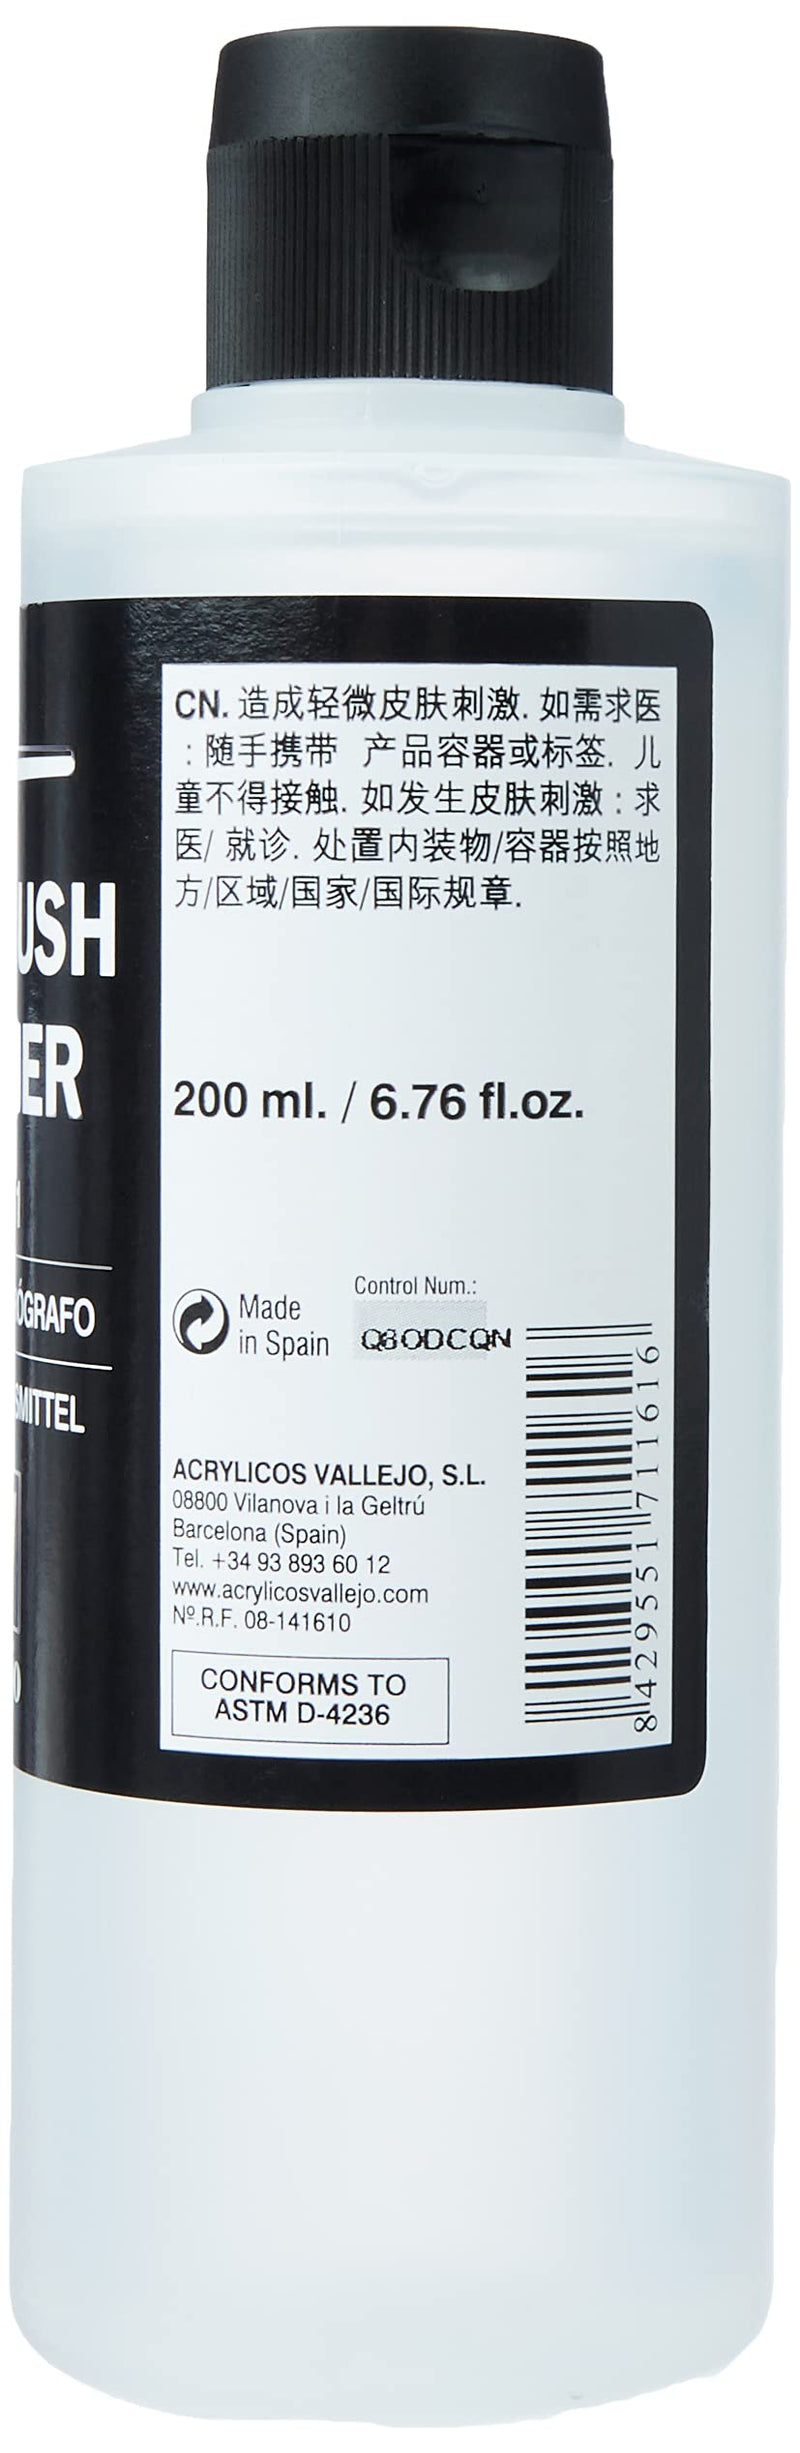 CN. 造成轻微皮肤刺激. 如需求医
: 随手携带 产品容器或标签. 儿
童不得接触. 如发生皮肤刺激 : 求
医/ 就诊. 处置内装物/容器按照地
方/区域/国家/国际规章.
200 ml. / 6.76 fl.oz.
Made
in Spain
Control Num.:
ACRYLICOS VALLEJO, S.L.
08800 Vilanova i la Geltrú
Barcelona (Spain)
Tel. +34 93 893 60 12
www.acrylicosvallejo.com
Nº.R.F. 08-141610
CONFORMS TO
ASTM D-4236
8429551711616
USH
ER
ÓGRAFO
SMITTEL